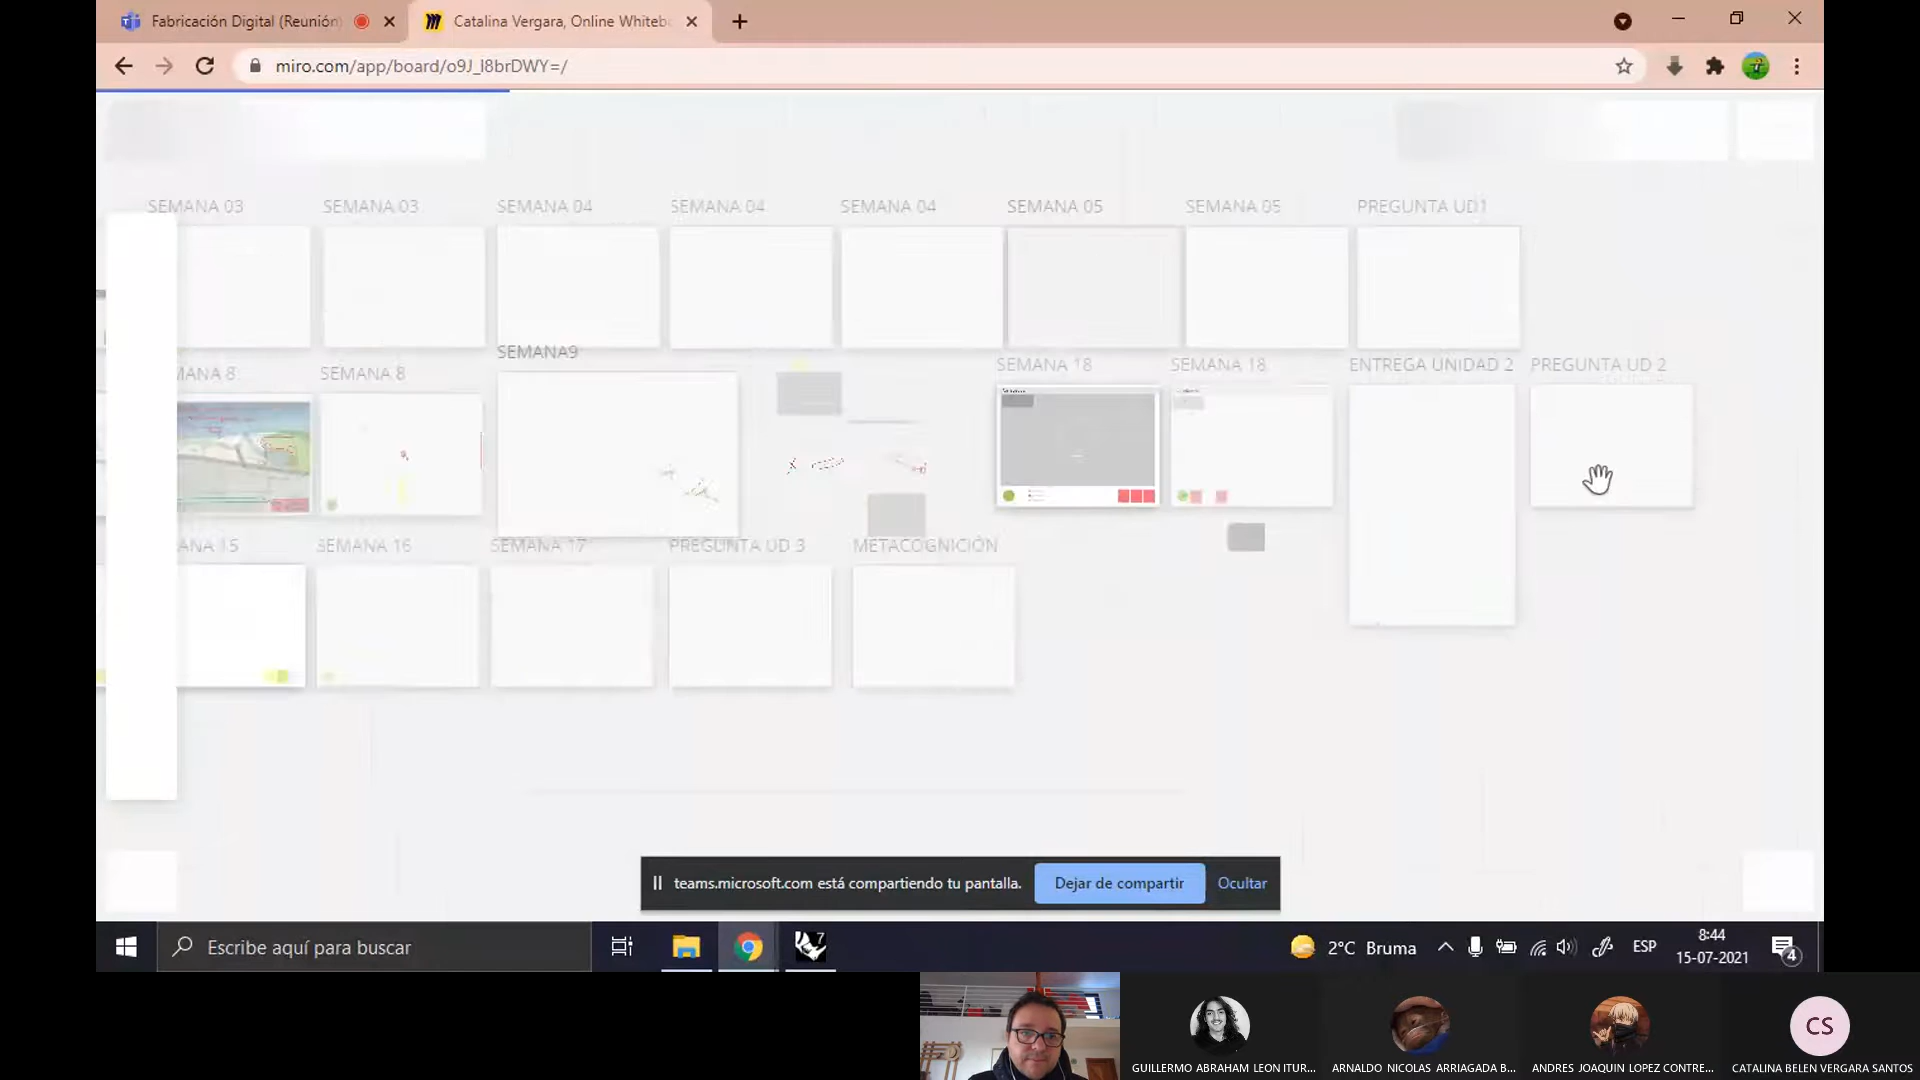 Fabricación Digital (Reunión)
Catalina Vergara, Online Whiteb
miro.com/app/board/o9J_l8brDWY=/
SEMANA 03
SEMANA 03
SEMANA 04
SEMANA 04
SEMANA 04
SEMANA 05
SEMANA 05
PREGUNTA UD1
MANA 8
SEMANA 8
SEMANA9
SEMANA 18
SEMANA 18
ENTREGA UNIDAD 2
PREGUNTA UD 2
ANA 15
SEMANA 16
SEMANA 17
PREGUNTA UD 3
METACOGNICIÓN
teams.microsoft.com está compartiendo tu pantalla.
Dejar de compartir
Ocultar
Escribe aquí para buscar
7
2°C Bruma
ESP
8:44
15-07-2021
4
CS
GUILLERMO ABRAHAM LEON ITUR...
ARNALDO NICOLAS ARRIAGADA B...
ANDRES JOAQUIN LOPEZ CONTRE...
CATALINA BELEN VERGARA SANTOS